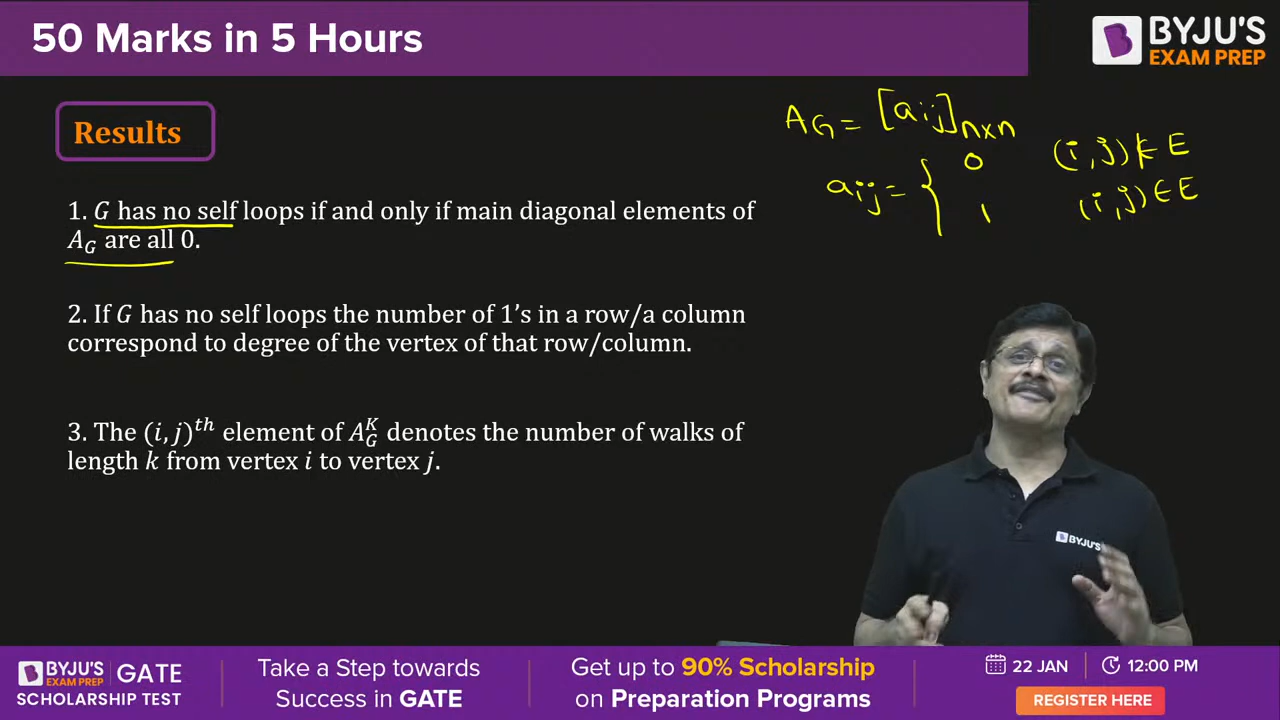 50 Marks in 5 Hours
BYJU'S
EXAM PREP
Results
A_G = [aij]n×n
aij = { 0 (i,j) ∉ E
1 (i,j) ∈ E
1. G has no self loops if and only if main diagonal elements of
A_G are all 0.
2. If G has no self loops the number of 1's in a row/a column
correspond to degree of the vertex of that row/column.
3. The (i,j)^th element of A_G^K denotes the number of walks of
length k from vertex i to vertex j.
BYJU'S
BYJU'S EXAM PREP | GATE
SCHOLARSHIP TEST
Take a Step towards
Success in GATE
Get up to 90% Scholarship
on Preparation Programs
22 JAN | 12:00 PM
REGISTER HERE